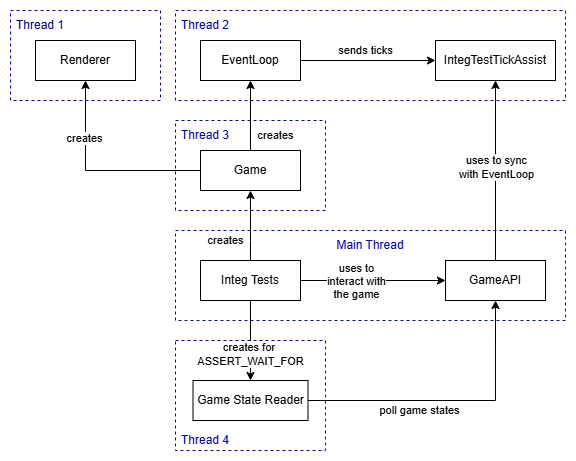 Thread 1
Renderer
Thread 2
EventLoop
sends ticks
IntegTestTickAssist
creates
Thread 3
creates
Game
uses to sync
with EventLoop
creates
Main Thread
Integ Tests
uses to
interact with
the game
GameAPI
creates for
ASSERT_WAIT_FOR
Game State Reader
poll game states
Thread 4